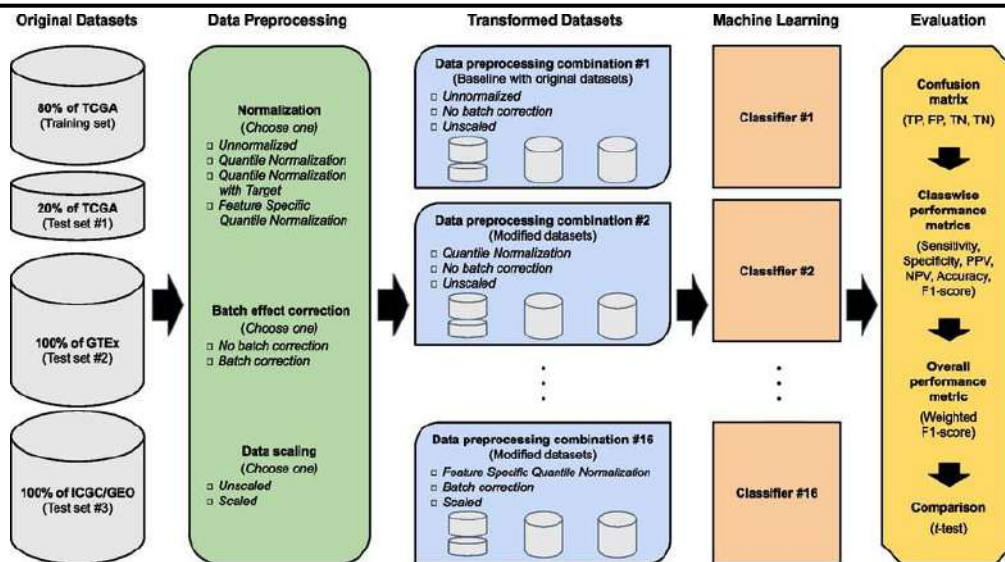 Original Datasets
Data Preprocessing
Transformed Datasets
Machine Learning
Evaluation
80% of TCGA
(Training set)
20% of TCGA
(Test set #1)
100% of GTEx
(Test set #2)
100% of ICGC/GEO
(Test set #3)
Normalization
(Choose one)
Unnormalized
Quantile Normalization
Quantile Normalization
with Target
Feature Specific
Quantile Normalization
Batch effect correction
(Choose one)
No batch correction
Batch correction
Data scaling
(Choose one)
Unscaled
Scaled
Data preprocessing combination #1
(Baseline with original datasets)
Unnormalized
No batch correction
Unscaled
Data preprocessing combination #2
(Modified datasets)
Quantile Normalization
No batch correction
Unscaled
Data preprocessing combination #16
(Modified datasets)
Feature Specific Quantile Normalization
Batch correction
Scaled
Classifier #1
Classifier #2
Classifier #16
Confusion
matrix
(TP, FP, TN, TN)
Classwise
performance
metrics
(Sensitivity,
Specificity, PPV,
NPV, Accuracy,
F1-score)
Overall
performance
metric
(Weighted
F1-score)
Comparison
(t-test)